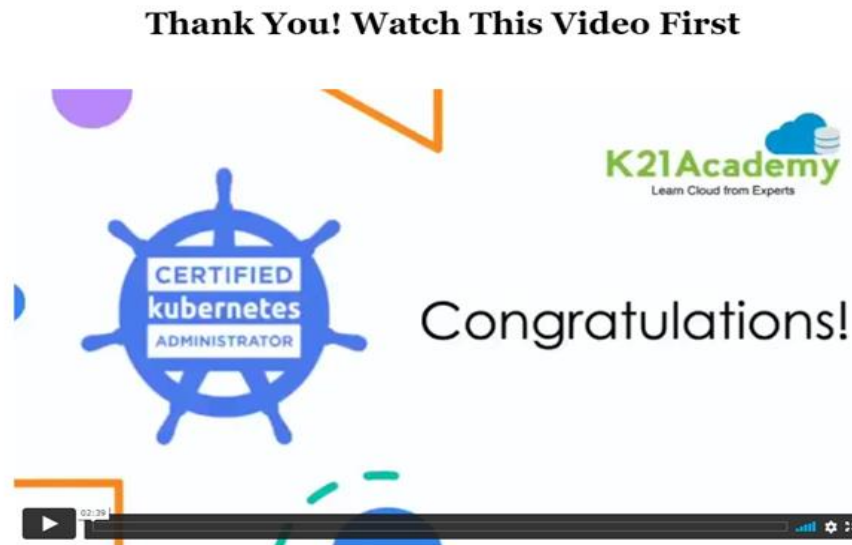 Thank You! Watch This Video First
K21Academy
Learn Cloud from Experts
CERTIFIED
kubernetes
ADMINISTRATOR
Congratulations!
02:39